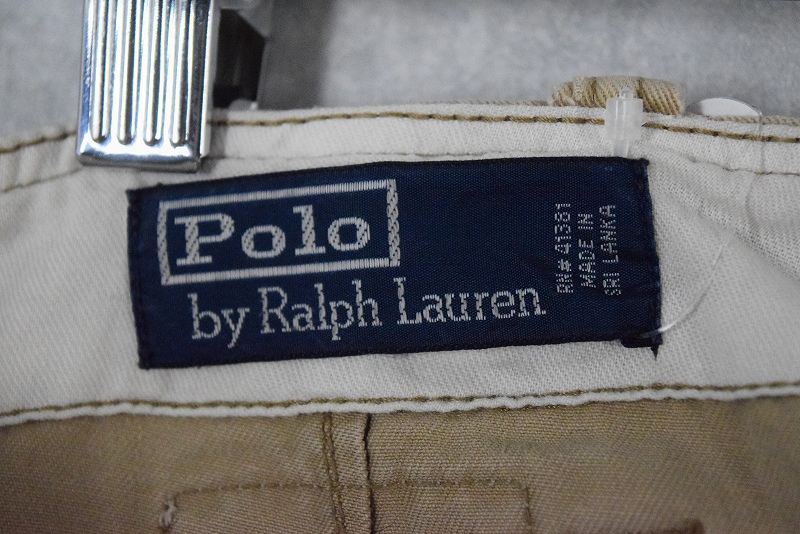 Polo
by Ralph Lauren
RN# 41381
MADE IN
SRI LANKA